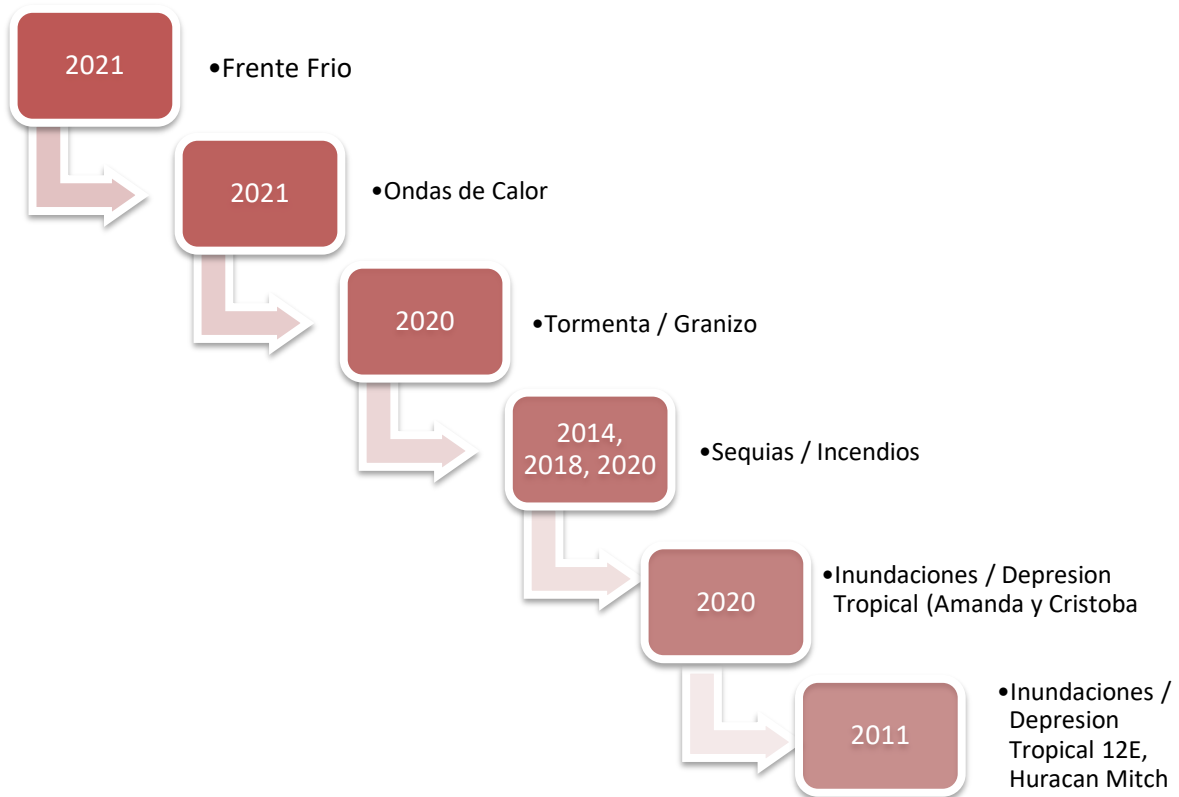 2021
•Frente Frio
2021
•Ondas de Calor
2020
•Tormenta / Granizo
2014,
2018, 2020
•Sequias / Incendios
2020
•Inundaciones / Depresion
Tropical (Amanda y Cristoba
2011
•Inundaciones /
Depresion
Tropical 12E,
Huracan Mitch